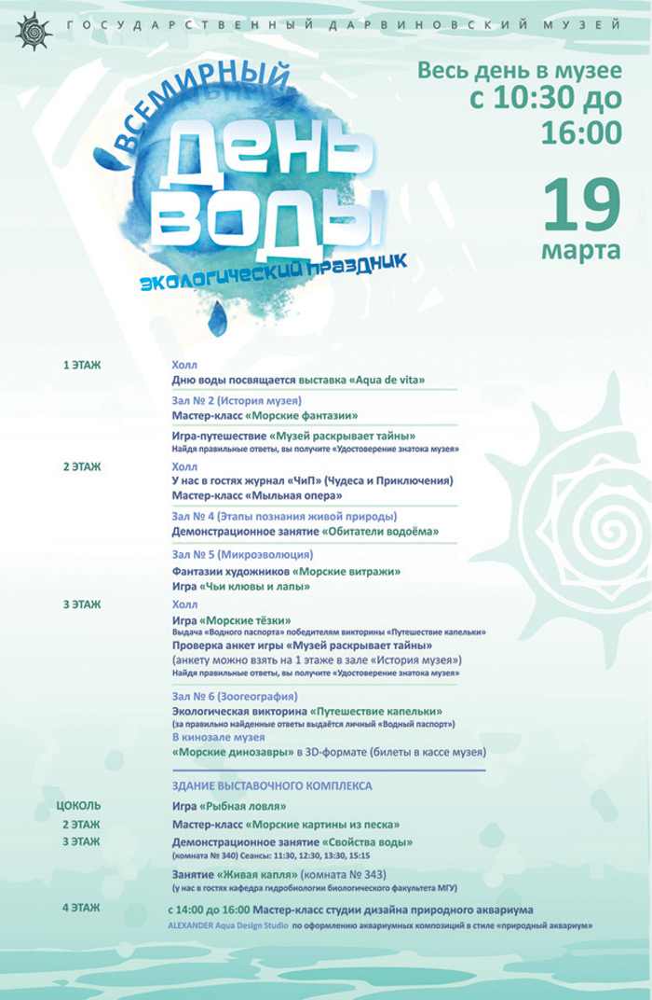 ГОСУДАРСТВЕННЫЙ ДАРВИНОВСКИЙ МУЗЕЙ
ВСЕМИРНЫЙ
День
Воды
экологический праздник
Весь день в музее
с 10:30 до
16:00
19
марта
1 ЭТАЖ
Холл
Дню воды посвящается выставка «Aqua de vita»
Зал № 2 (История музея)
Мастер-класс «Морские фантазии»
Игра-путешествие «Музей раскрывает тайны»
Найдя правильные ответы, вы получите «Удостоверение знатока музея»
2 ЭТАЖ
Холл
У нас в гостях журнал «ЧиП» (Чудеса и Приключения)
Мастер-класс «Мыльная опера»
Зал № 4 (Этапы познания живой природы)
Демонстрационное занятие «Обитатели водоёма»
Зал № 5 (Микроэволюция)
Фантазии художников «Морские витражи»
Игра «Чьи клювы и лапы»
3 ЭТАЖ
Холл
Игра «Морские тёзки»
Выдача «Водного паспорта» победителям викторины «Путешествие капельки»
Проверка анкет игры «Музей раскрывает тайны»
(анкету можно взять на 1 этаже в зале «История музея»)
Найдя правильные ответы, вы получите «Удостоверение знатока музея»
Зал № 6 (Зоогеография)
Экологическая викторина «Путешествие капельки»
(за правильно найденные ответы выдаётся личный «Водный паспорт»)
В кинозале музея
«Морские динозавры» в 3D-формате (билеты в кассе музея)
ЗДАНИЕ ВЫСТАВОЧНОГО КОМПЛЕКСА
ЦОКОЛЬ
Игра «Рыбная ловля»
2 ЭТАЖ
Мастер-класс «Морские картины из песка»
3 ЭТАЖ
Демонстрационное занятие «Свойства воды»
(комната № 340) Сеансы: 11:30, 12:30, 13:30, 15:15
Занятие «Живая капля» (комната № 343)
(у нас в гостях кафедра гидробиологии биологического факультета МГУ)
4 ЭТАЖ
с 14:00 до 16:00 Мастер-класс студии дизайна природного аквариума
ALEXANDER Aqua Design Studio по оформлению аквариумных композиций в стиле «природный аквариум»